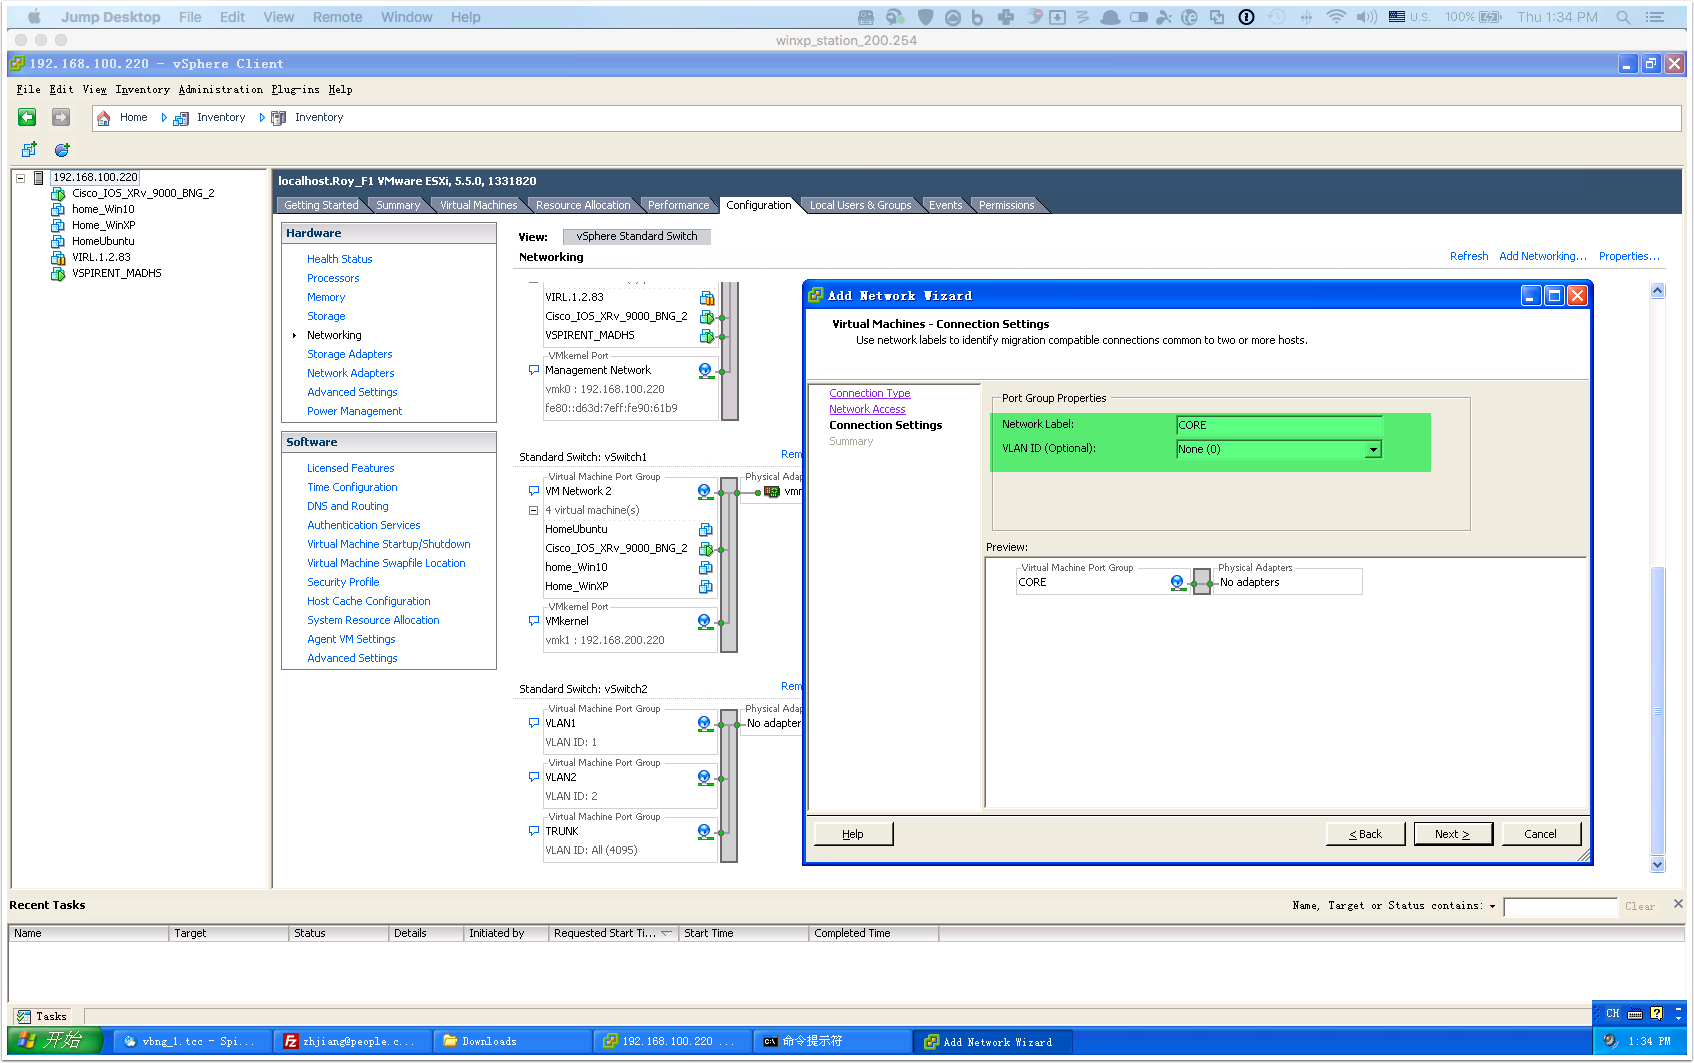 Jump Desktop File Edit View Remote Window Help U.S. 100% Thu 1:34 PM
winxp_station_200.254
192.168.100.220 - vSphere Client
File Edit View Inventory Administration Plug-ins Help
Home Inventory Inventory
192.168.100.220
Cisco_IOS_XRv_9000_BNG_2
home_Win10
Home_WinXP
HomeUbuntu
VIRL.1.2.83
VSPIRENT_MADHS
localhost.Roy_F1 VMware ESXi, 5.5.0, 1331820
Getting Started Summary Virtual Machines Resource Allocation Performance Configuration Local Users & Groups Events Permissions
Hardware
Health Status
Processors
Memory
Storage
Networking
Storage Adapters
Network Adapters
Advanced Settings
Power Management
Software
Licensed Features
Time Configuration
DNS and Routing
Authentication Services
Virtual Machine Startup/Shutdown
Virtual Machine Swapfile Location
Security Profile
Host Cache Configuration
System Resource Allocation
Agent VM Settings
Advanced Settings
View: vSphere Standard Switch
Networking
Refresh Add Networking... Properties...
VIRL.1.2.83
Cisco_IOS_XRv_9000_BNG_2
VSPIRENT_MADHS
VMkernel Port
Management Network
vmk0 : 192.168.100.220
fe80::d63d:7eff:fe90:61b9
Standard Switch: vSwitch1 Rem
Virtual Machine Port Group Physical Adap
VM Network 2 vmn
4 virtual machine(s)
HomeUbuntu
Cisco_IOS_XRv_9000_BNG_2
home_Win10
Home_WinXP
VMkernel Port
VMkernel
vmk1 : 192.168.200.220
Standard Switch: vSwitch2 Rem
Virtual Machine Port Group Physical Adap
VLAN1 No adapter
VLAN ID: 1
Virtual Machine Port Group
VLAN2
VLAN ID: 2
Virtual Machine Port Group
TRUNK
VLAN ID: All (4095)
Add Network Wizard
Virtual Machines - Connection Settings
Use network labels to identify migration compatible connections common to two or more hosts.
Connection Type
Network Access
Connection Settings
Summary
Port Group Properties
Network Label: CORE
VLAN ID (Optional): None (0)
Preview:
Virtual Machine Port Group Physical Adapters
CORE No adapters
Help < Back Next > Cancel
Recent Tasks
Name, Target or Status contains: Clear
Name Target Status Details Initiated by Requested Start Ti... Start Time Completed Time
Tasks
CH
开始 vbng_1.tcc - Spi... zhjiang@people.c... Downloads 192.168.100.220 ... 命令提示符 Add Network Wizard 1:34 PM